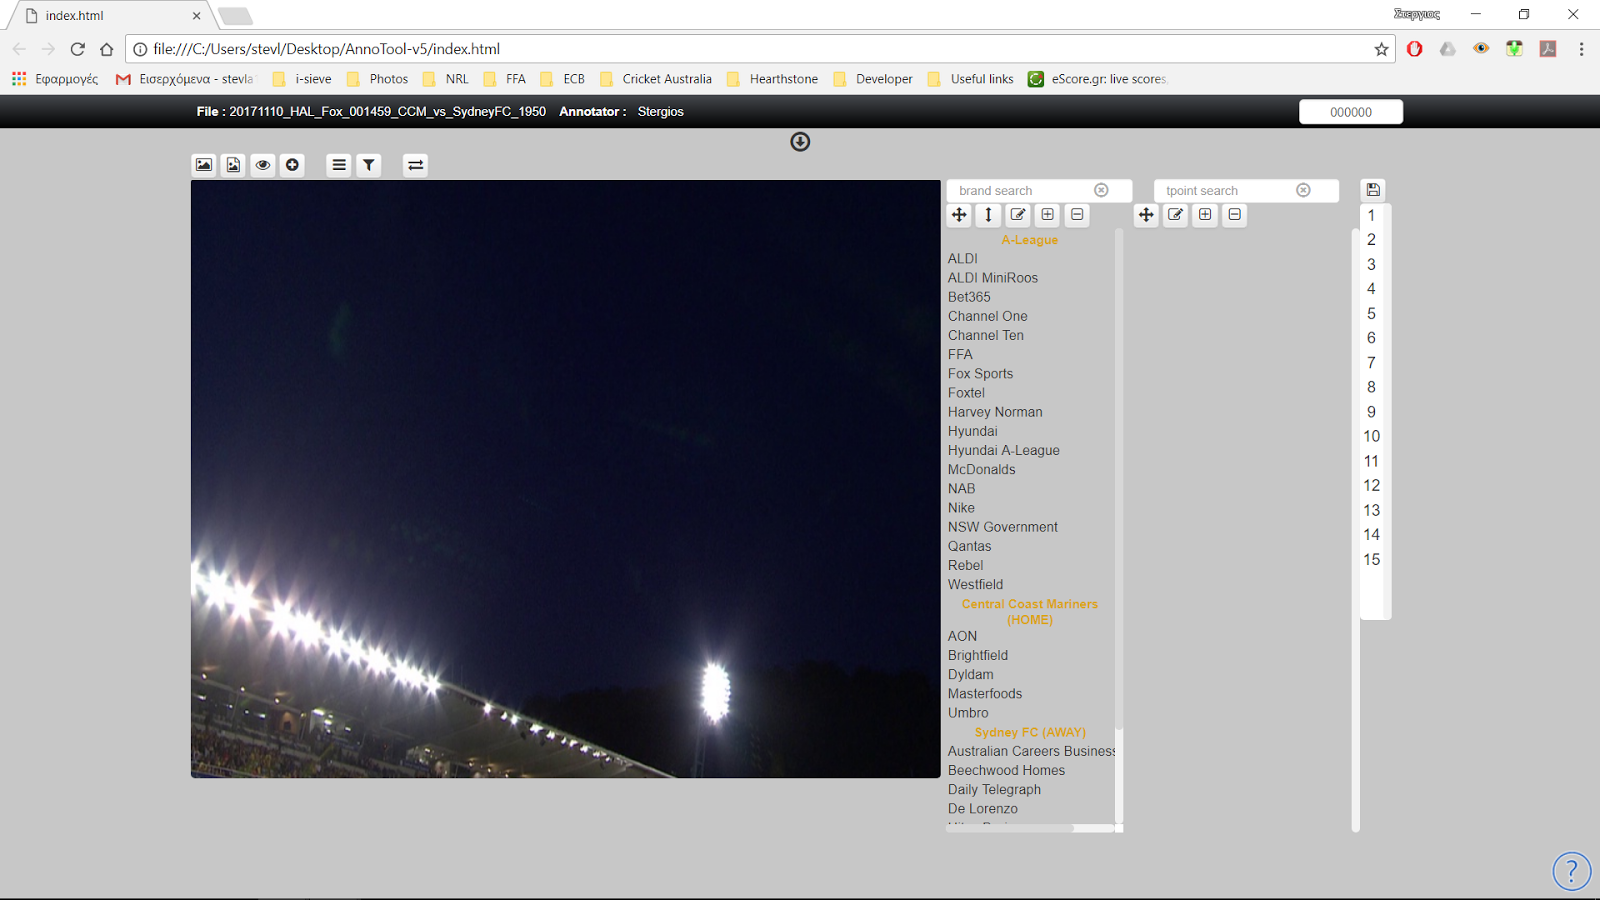 index.html
Στεργιος
file:///C:/Users/stevl/Desktop/AnnoTool-v5/index.html
Εφαρμογές Εισερχόμενα - stevla i-sieve Photos NRL FFA ECB Cricket Australia Hearthstone Developer Useful links eScore.gr: live scores
File : 20171110_HAL_Fox_001459_CCM_vs_SydneyFC_1950 Annotator : Stergios 000000
brand search tpoint search
A-League
ALDI
ALDI MiniRoos
Bet365
Channel One
Channel Ten
FFA
Fox Sports
Foxtel
Harvey Norman
Hyundai
Hyundai A-League
McDonalds
NAB
Nike
NSW Government
Qantas
Rebel
Westfield
Central Coast Mariners
(HOME)
AON
Brightfield
Dyldam
Masterfoods
Umbro
Sydney FC (AWAY)
Australian Careers Business
Beechwood Homes
Daily Telegraph
De Lorenzo
1
2
3
4
5
6
7
8
9
10
11
12
13
14
15
?